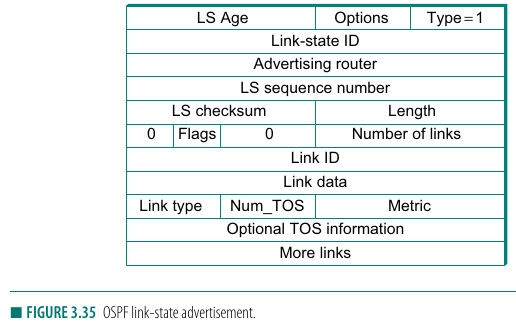 LS Age Options Type=1
Link-state ID
Advertising router
LS sequence number
LS checksum Length
0 Flags 0 Number of links
Link ID
Link data
Link type Num_TOS Metric
Optional TOS information
More links
■ FIGURE 3.35 OSPF link-state advertisement.